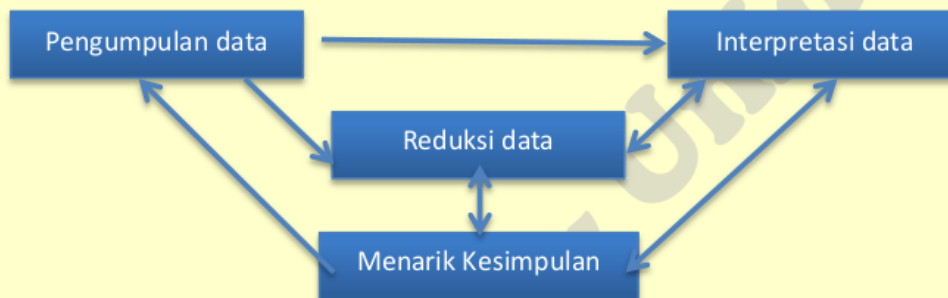 Pengumpulan data
Interpretasi data
Reduksi data
Menarik Kesimpulan